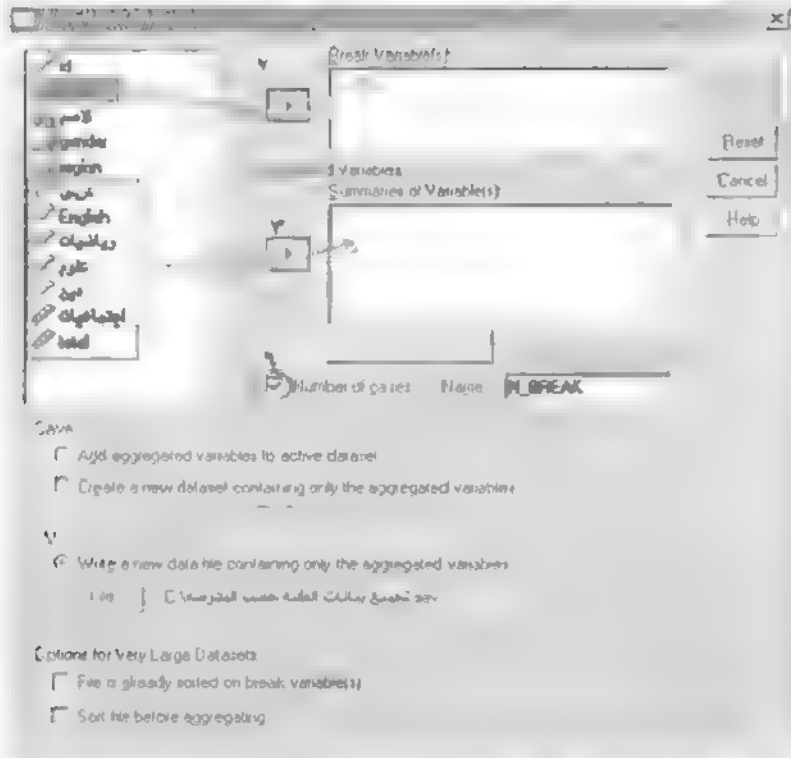 id
gender
region
English
رياضيات
علوم
اجتماعيات
total
Break Variable(s):
Variables
Summaries of Variable(s):
Reset
Cancel
Help
Number of cases Name N_BREAK
Save
Add aggregated variables to active dataset
Create a new dataset containing only the aggregated variables
Write a new data file containing only the aggregated variables
File
Options for Very Large Datasets
File is already sorted on break variable(s)
Sort file before aggregating